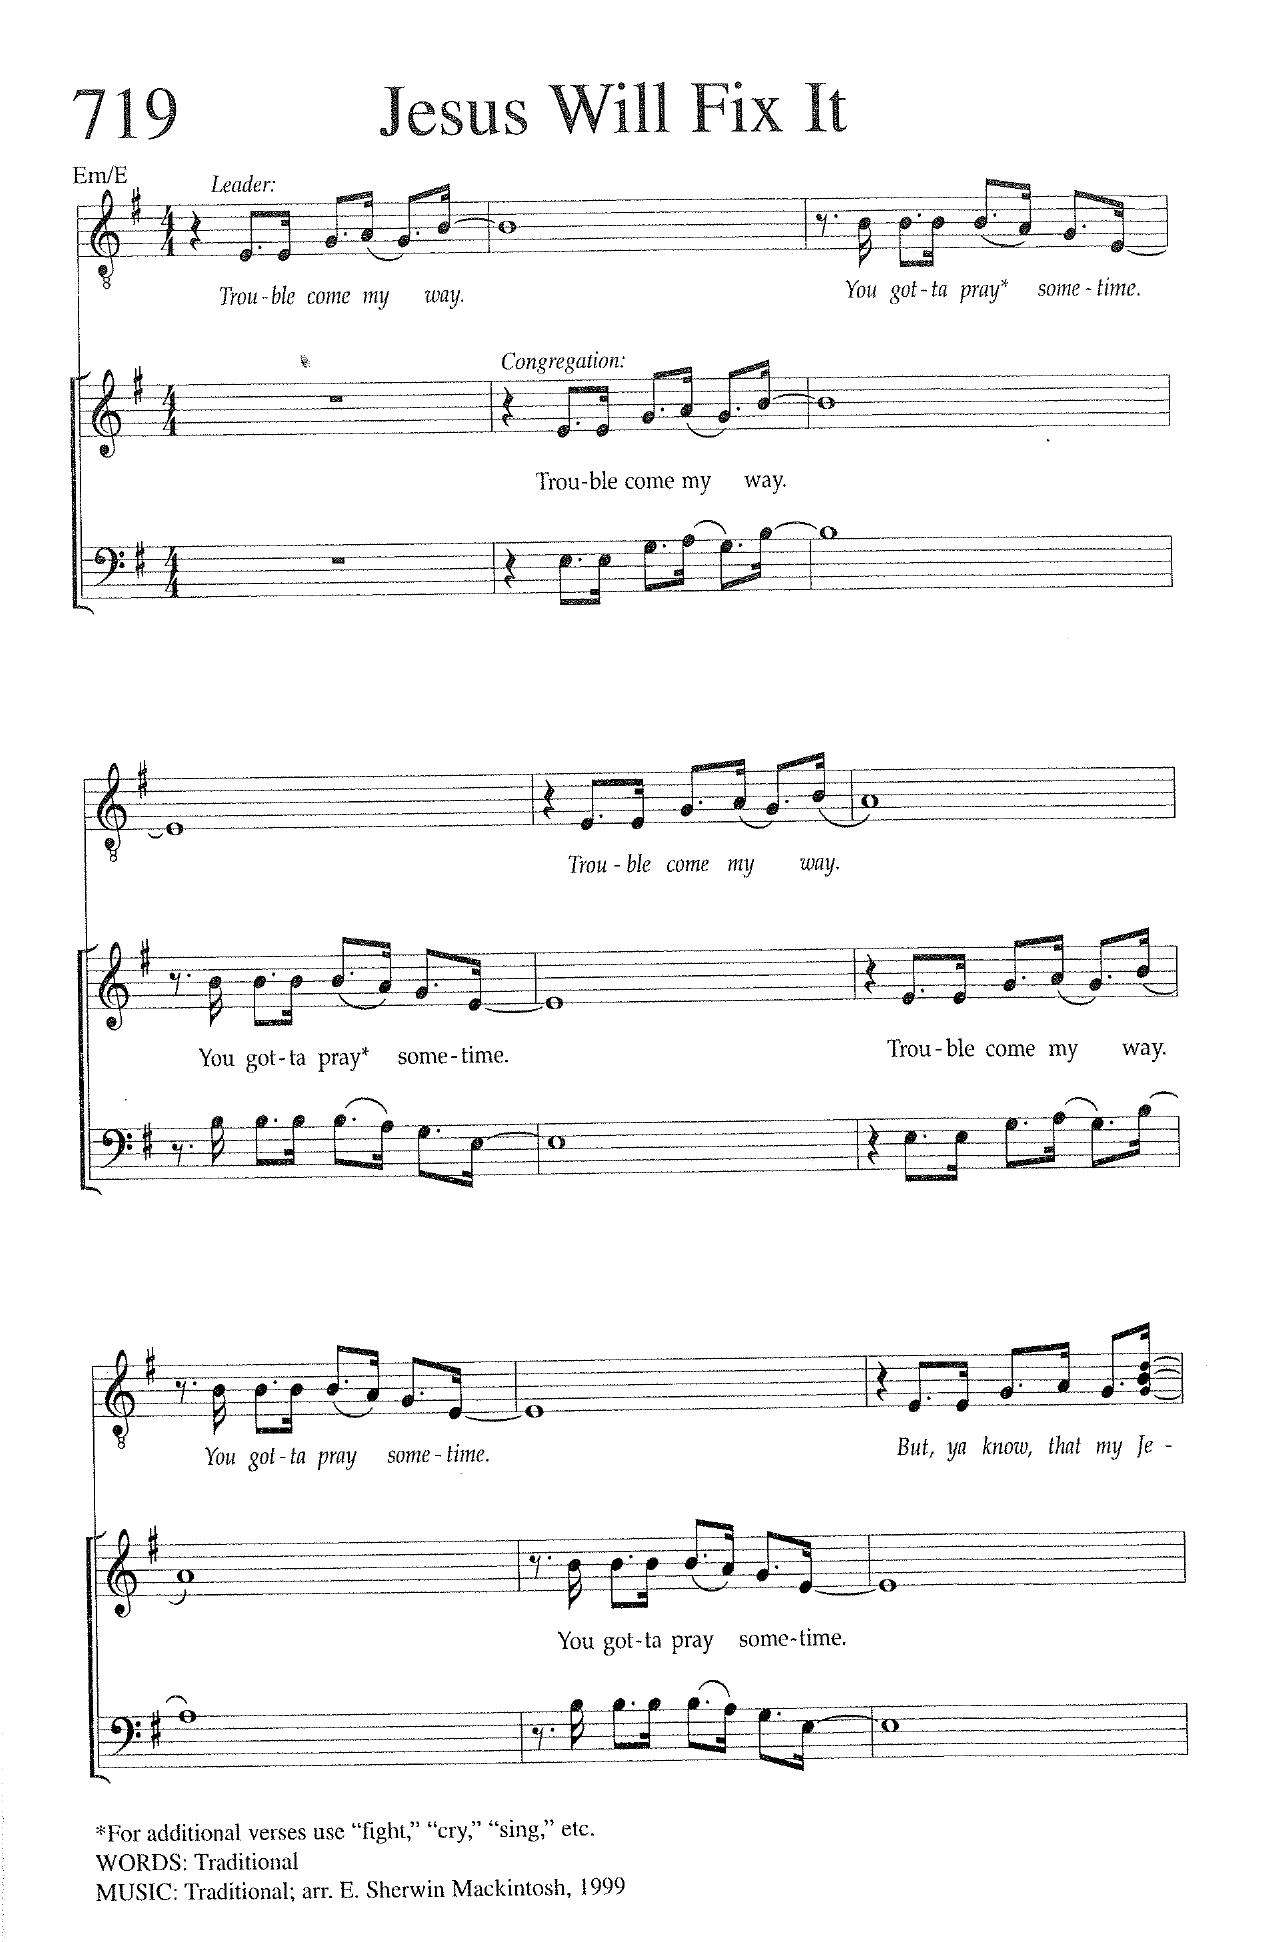 719 Jesus Will Fix It
Em/E
Leader:
Trou - ble come my way. You got - ta pray* some - time.
Congregation:
Trou - ble come my way.
Trou - ble come my way.
You got - ta pray* some - time. Trou - ble come my way.
You got - ta pray some - time. But, ya know, that my Je -
You got - ta pray some - time.
*For additional verses use “fight,” “cry,” “sing,” etc.
WORDS: Traditional
MUSIC: Traditional; arr. E. Sherwin Mackintosh, 1999